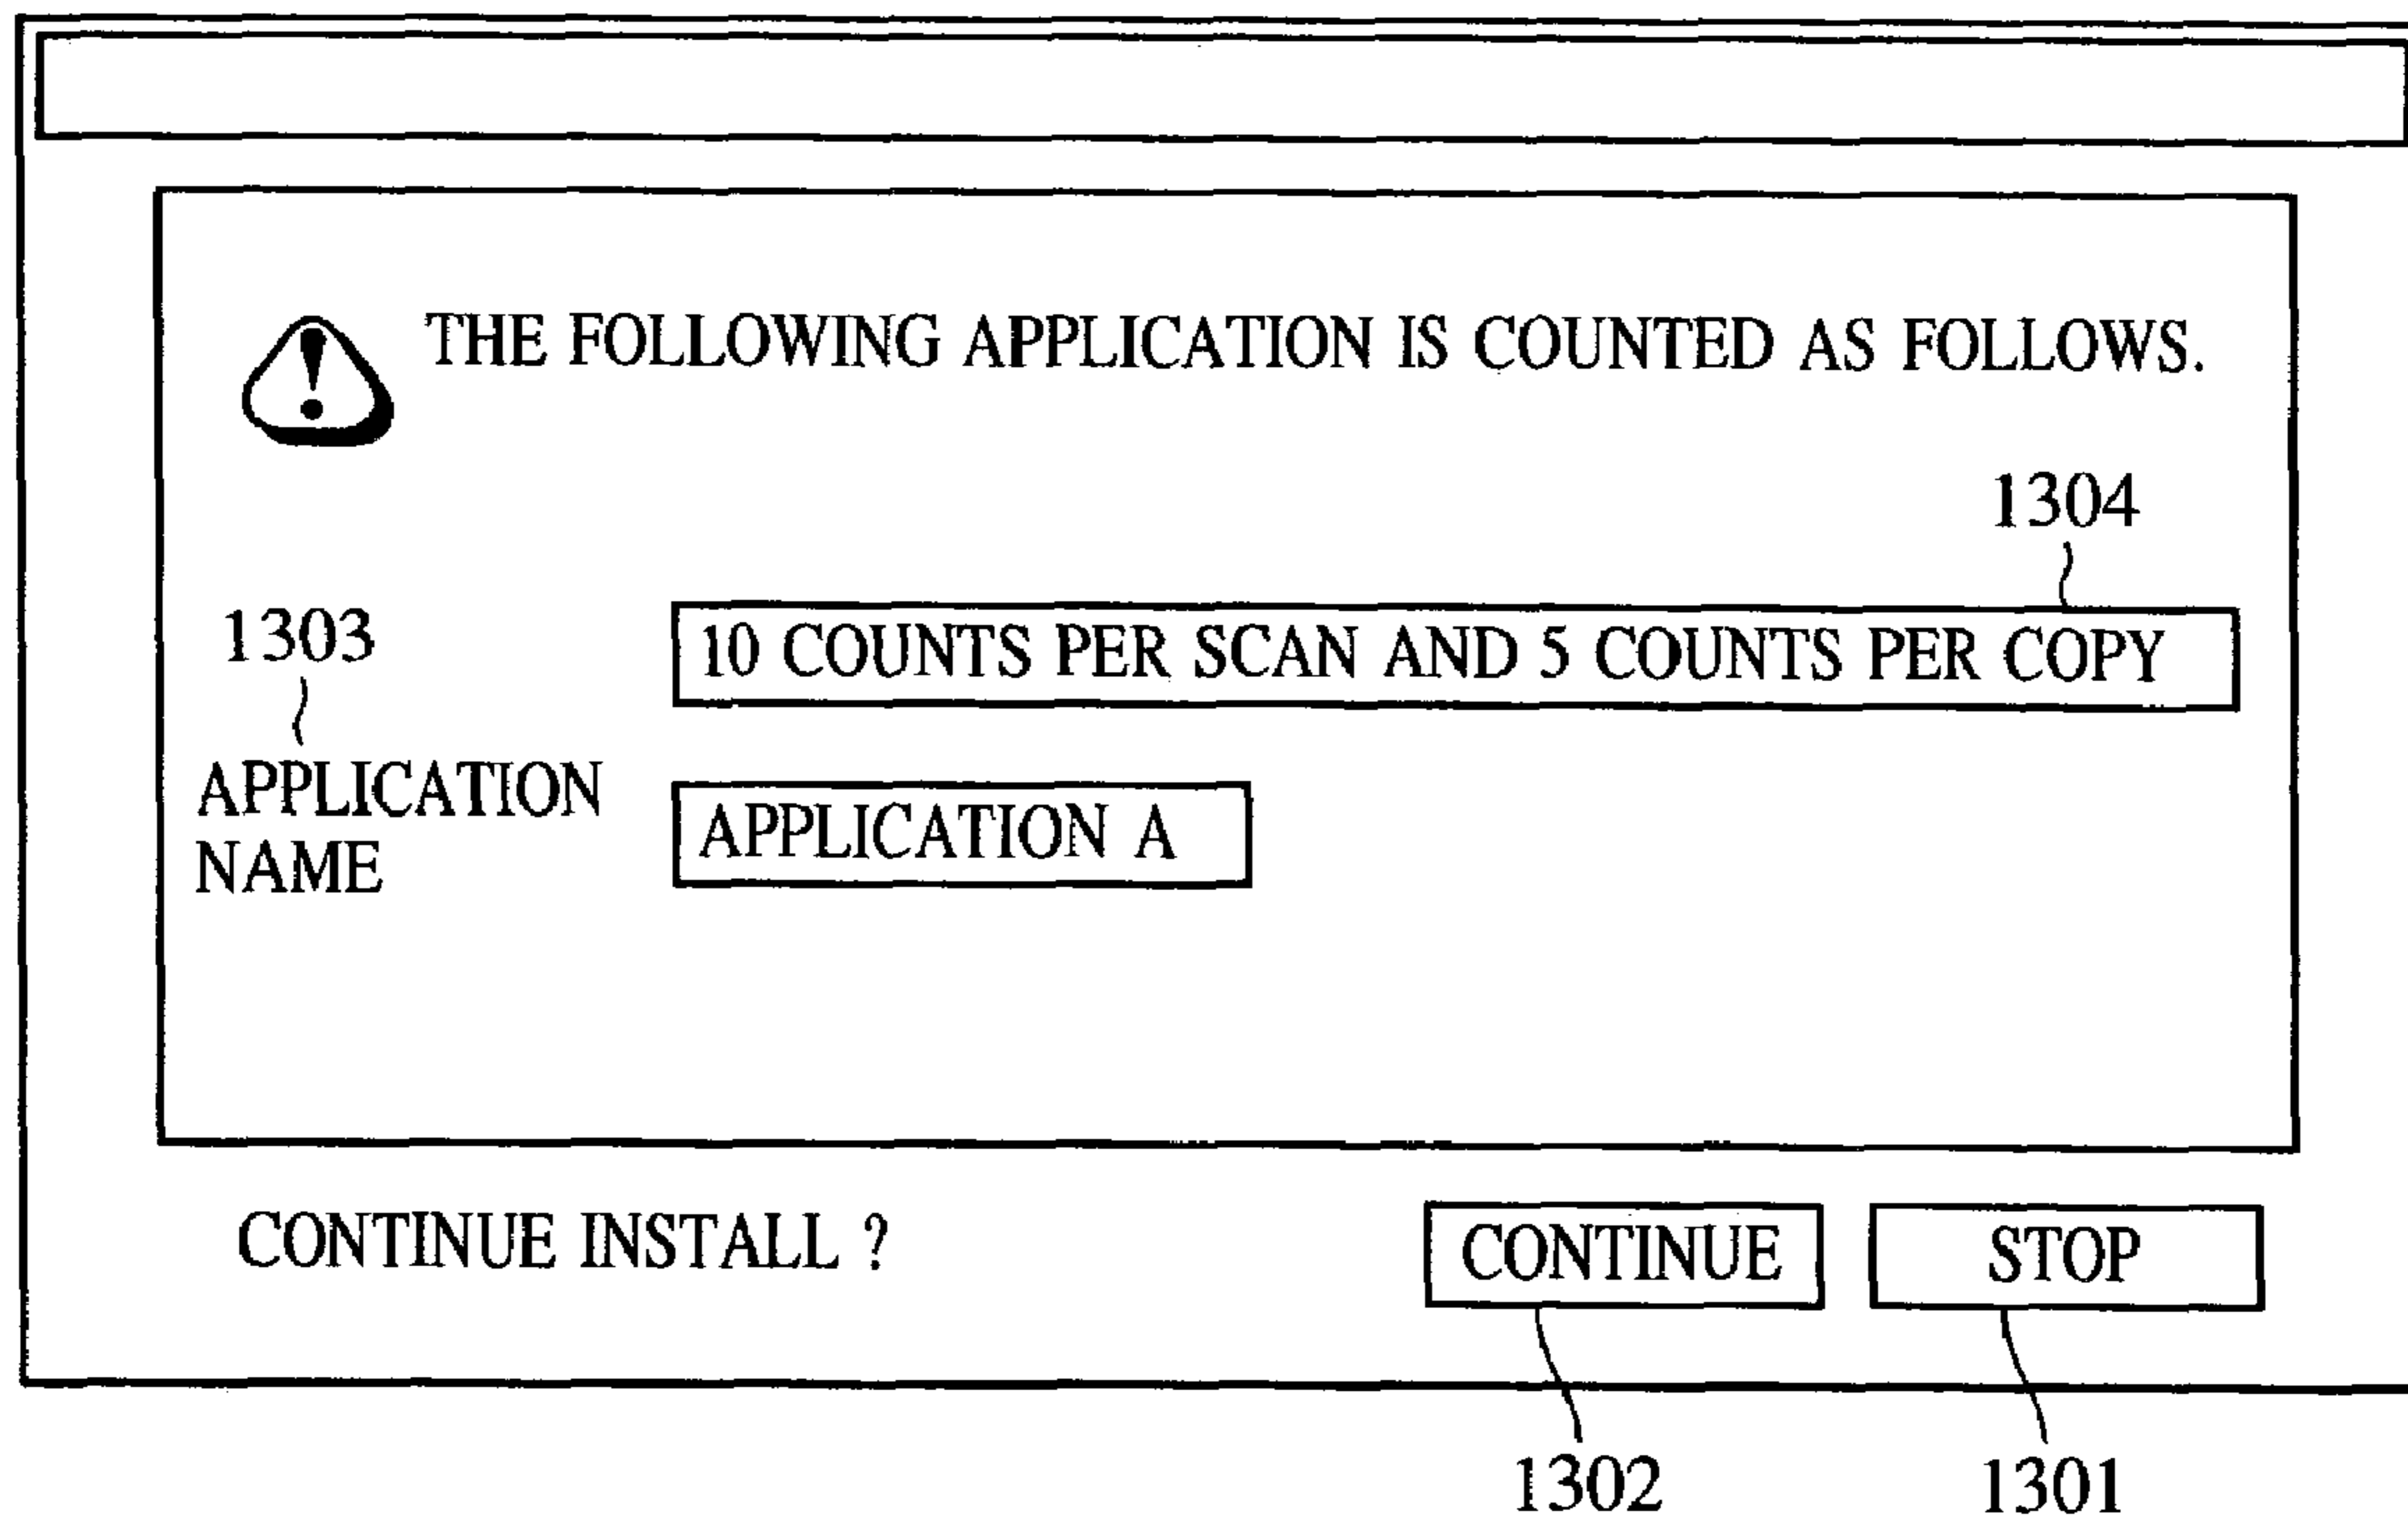 THE FOLLOWING APPLICATION IS COUNTED AS FOLLOWS.
1304
1303
10 COUNTS PER SCAN AND 5 COUNTS PER COPY
APPLICATION
NAME
APPLICATION A
CONTINUE INSTALL ?
CONTINUE
STOP
1302
1301